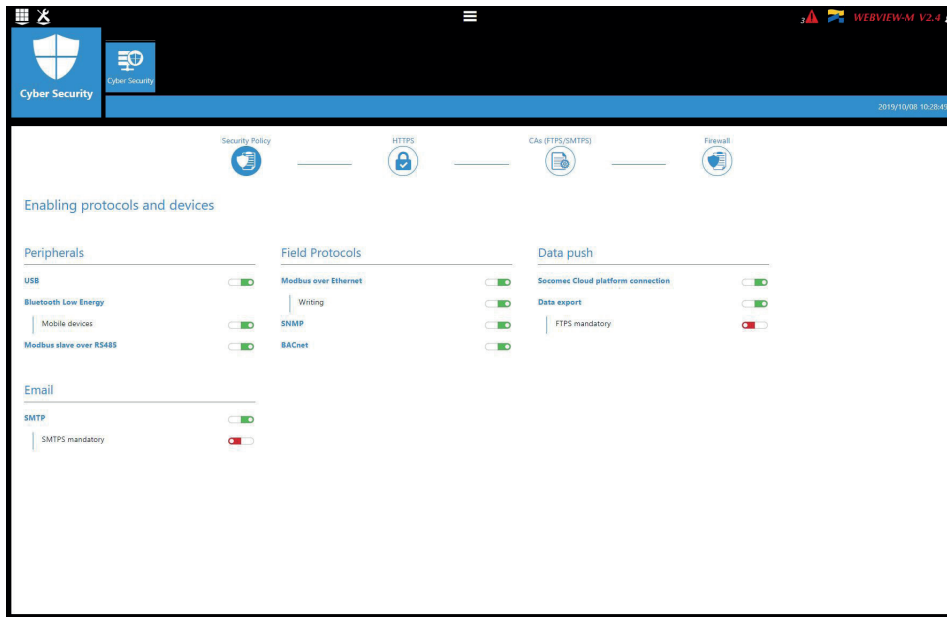 3
WEBVIEW-M V2.4
Cyber Security
Cyber Security
2019/10/08 10:28:49
Security Policy
HTTPS
CAs (FTPS/SMTPS)
Firewall
Enabling protocols and devices
Peripherals
USB
Bluetooth Low Energy
Mobile devices
Modbus slave over RS485
Field Protocols
Modbus over Ethernet
Writing
SNMP
BACnet
Data push
Socomec Cloud platform connection
Data export
FTPS mandatory
Email
SMTP
SMTPS mandatory